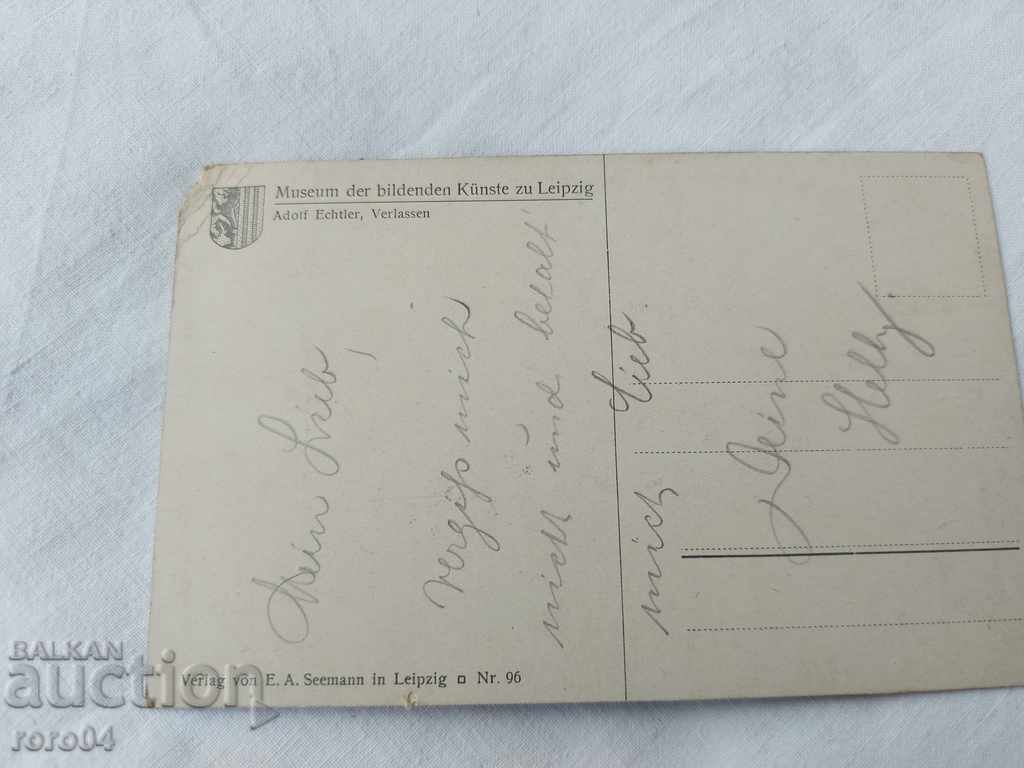 Museum der bildenden Künste zu Leipzig
Adolf Echtler, Verlassen
Mein Lieb,
Vergiß mich
nicht und behalt'
mich lieb.
Deine
Helly
Verlag von E. A. Seemann in Leipzig □ Nr. 96
BALKAN
auction
roro04